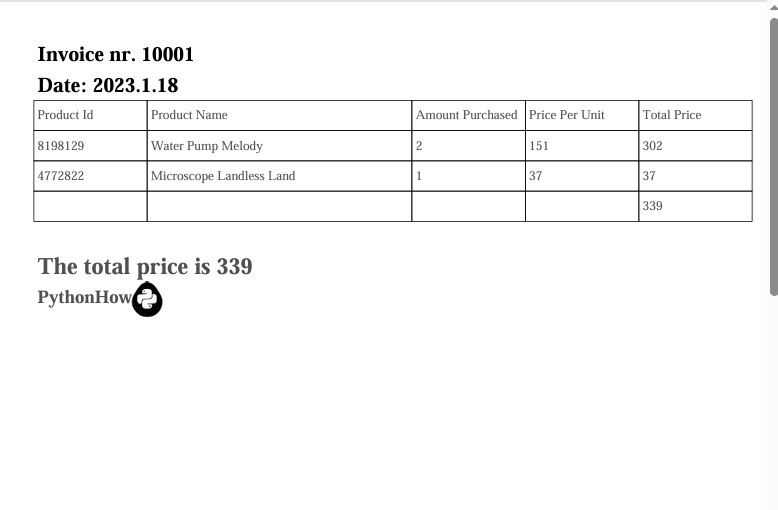 Invoice nr. 10001
Date: 2023.1.18
Product Id Product Name Amount Purchased Price Per Unit Total Price
8198129 Water Pump Melody 2 151 302
4772822 Microscope Landless Land 1 37 37
339
The total price is 339
PythonHow